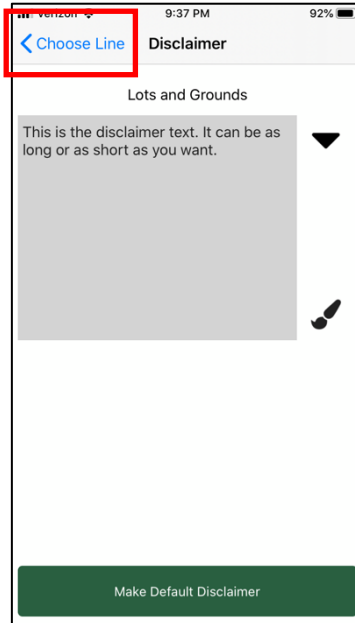 Verizon 9:37 PM 92%
Choose Line Disclaimer
Lots and Grounds
This is the disclaimer text. It can be as
long or as short as you want.
Make Default Disclaimer